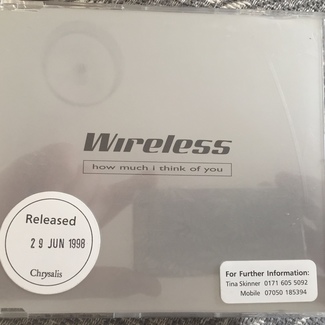 Wireless
how much i think of you
Released
29 JUN 1998
Chrysalis
For Further Information:
Tina Skinner 0171 605 5092
Mobile 07050 185394